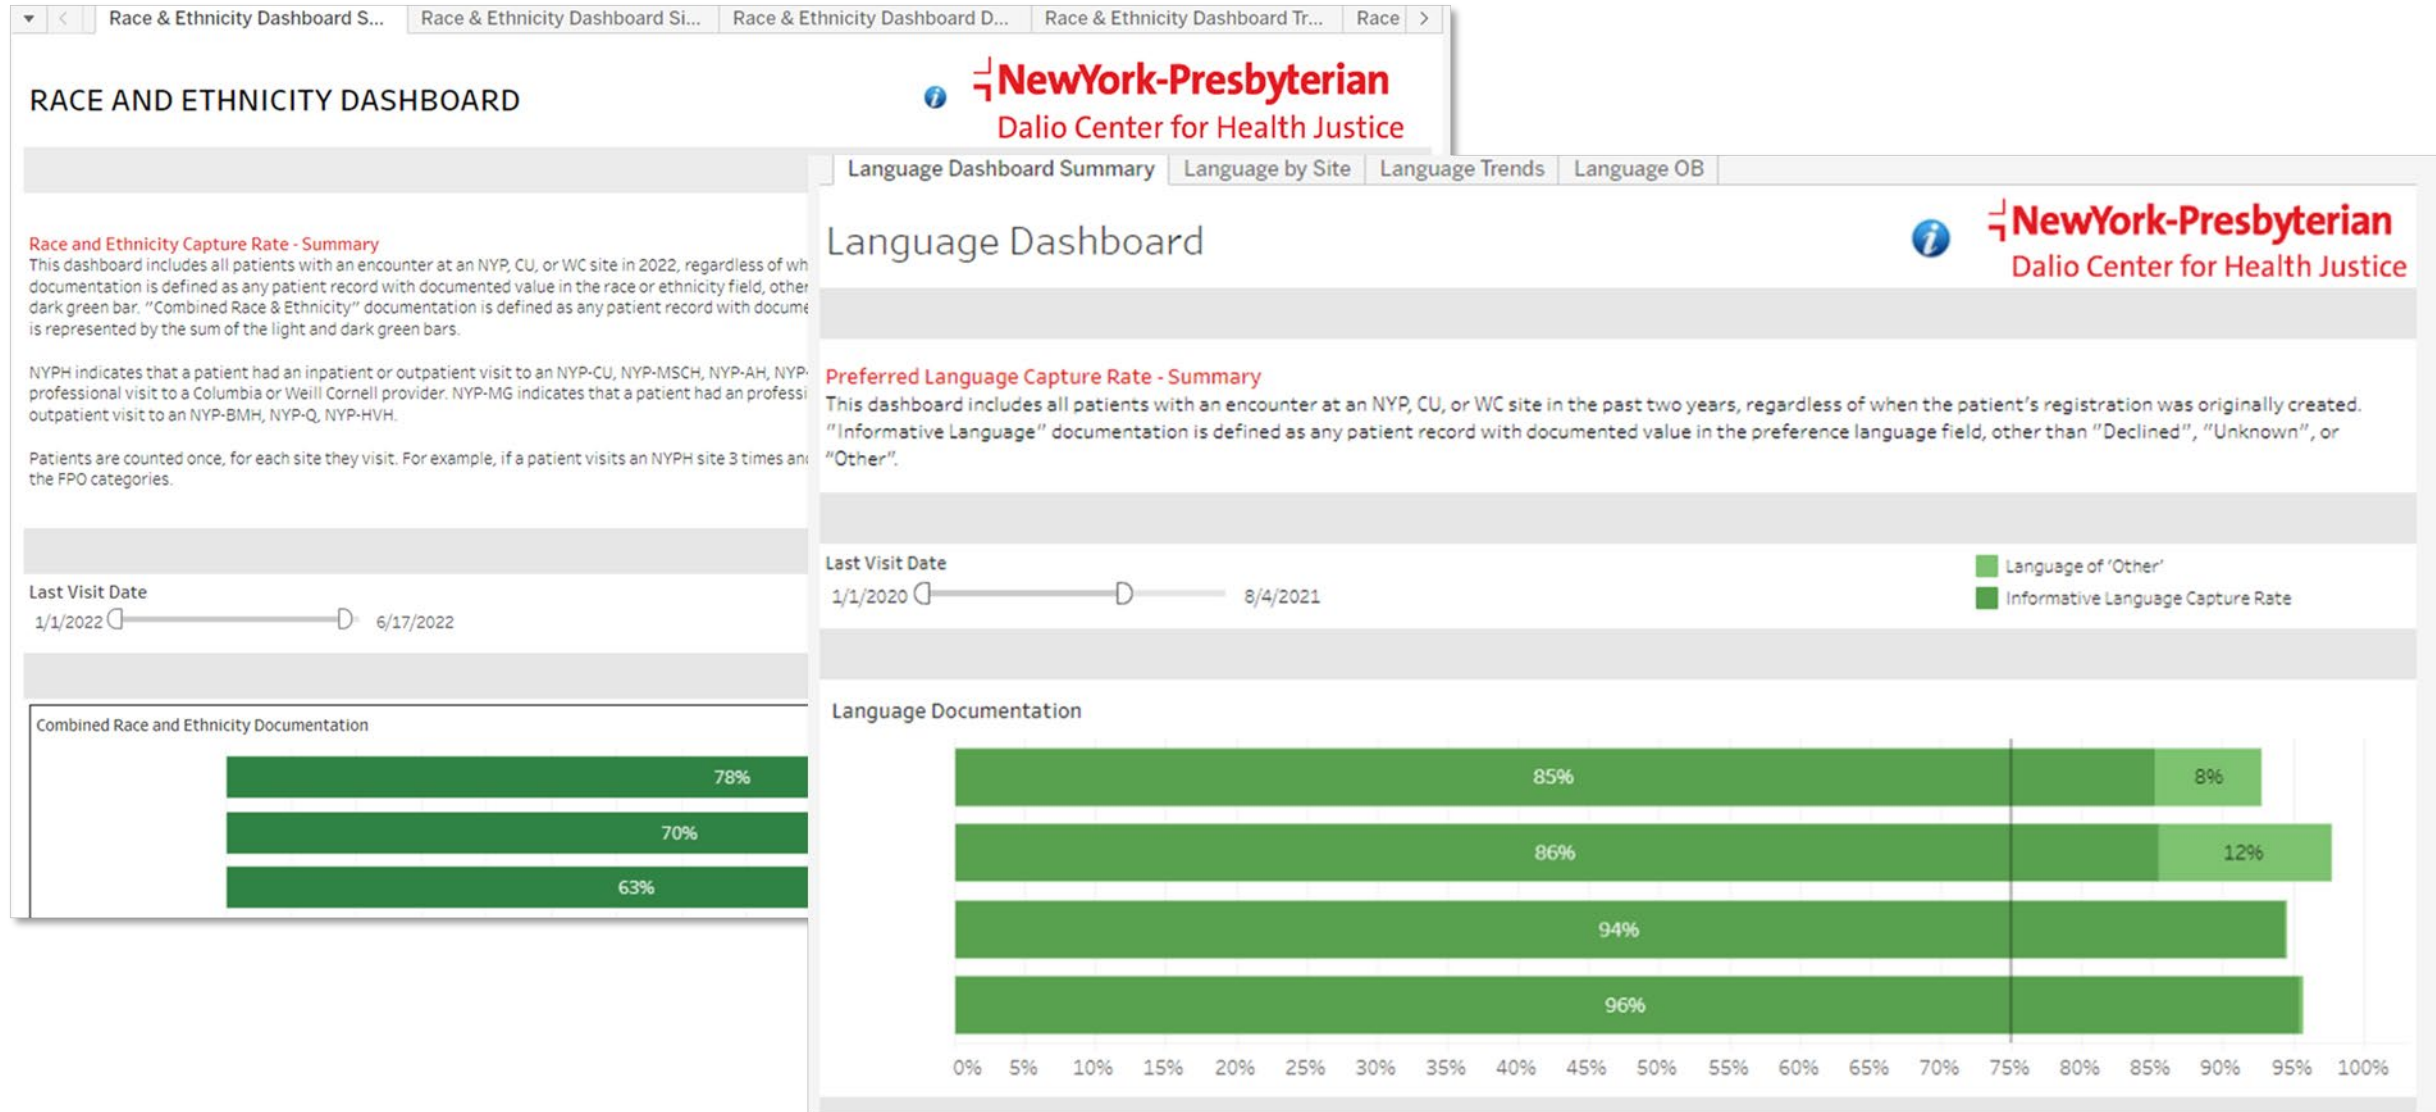 Race & Ethnicity Dashboard S...
Race & Ethnicity Dashboard Si...
Race & Ethnicity Dashboard D...
Race & Ethnicity Dashboard Tr...
Race
RACE AND ETHNICITY DASHBOARD
i
NewYork-Presbyterian
Dalio Center for Health Justice
Race and Ethnicity Capture Rate - Summary
This dashboard includes all patients with an encounter at an NYP, CU, or WC site in 2022, regardless of wh
documentation is defined as any patient record with documented value in the race or ethnicity field, other
dark green bar. "Combined Race & Ethnicity" documentation is defined as any patient record with docume
is represented by the sum of the light and dark green bars.
NYPH indicates that a patient had an inpatient or outpatient visit to an NYP-CU, NYP-MSCH, NYP-AH, NYP-
professional visit to a Columbia or Weill Cornell provider. NYP-MG indicates that a patient had an professi
outpatient visit to an NYP-BMH, NYP-Q, NYP-HVH.
Patients are counted once, for each site they visit. For example, if a patient visits an NYPH site 3 times and
the FPO categories.
Last Visit Date
1/1/2022
6/17/2022
Combined Race and Ethnicity Documentation
78%
70%
63%
Language Dashboard Summary
Language by Site
Language Trends
Language OB
Language Dashboard
i
NewYork-Presbyterian
Dalio Center for Health Justice
Preferred Language Capture Rate - Summary
This dashboard includes all patients with an encounter at an NYP, CU, or WC site in the past two years, regardless of when the patient's registration was originally created.
"Informative Language" documentation is defined as any patient record with documented value in the preference language field, other than "Declined", "Unknown", or
"Other".
Last Visit Date
1/1/2020
8/4/2021
Language of 'Other'
Informative Language Capture Rate
Language Documentation
85%
8%
86%
12%
94%
96%
0% 5% 10% 15% 20% 25% 30% 35% 40% 45% 50% 55% 60% 65% 70% 75% 80% 85% 90% 95% 100%